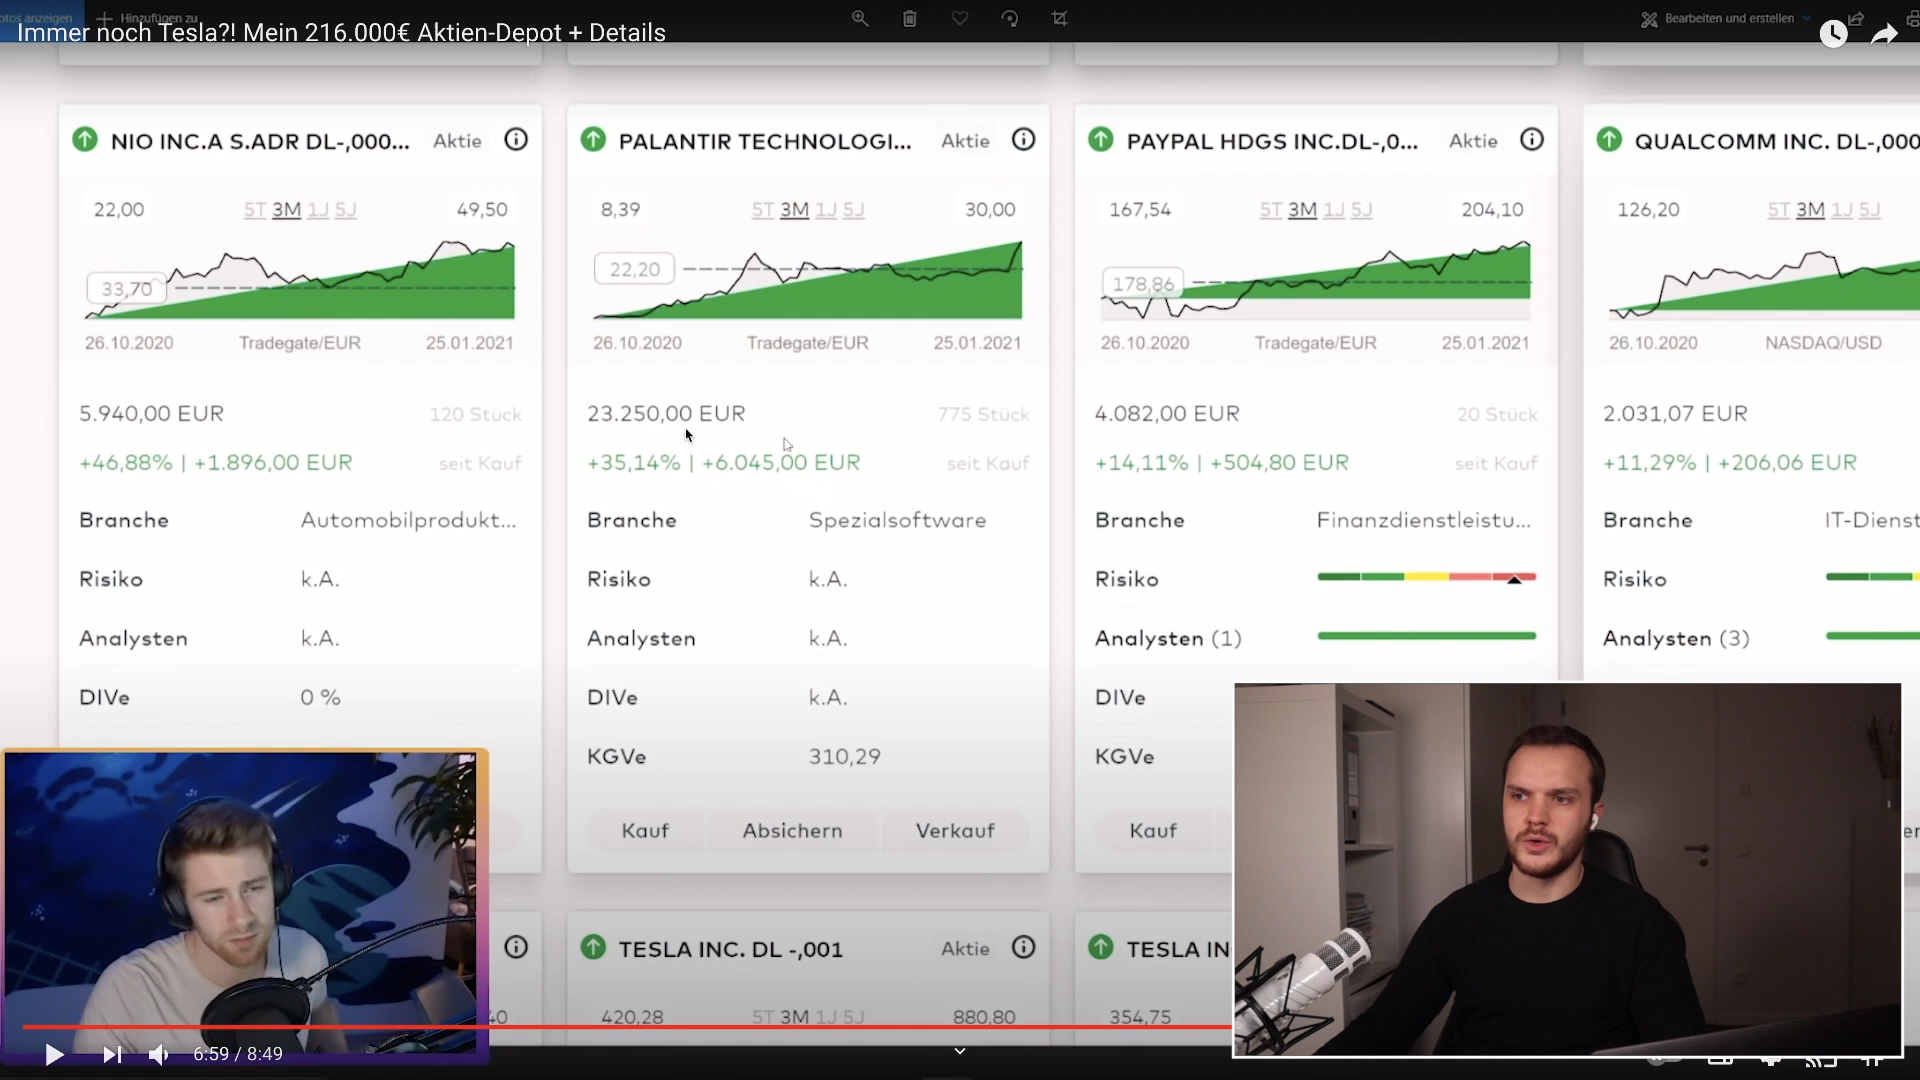 Hinzufügen zu
Bearbeiten und erstellen
Immer noch Tesla?! Mein 216.000€ Aktien-Depot + Details
NIO INC.A S.ADR DL-,000... Aktie
22,00 5T 3M 1J 5J 49,50
33,70
26.10.2020 Tradegate/EUR 25.01.2021
5.940,00 EUR 120 Stück
+46,88% | +1.896,00 EUR seit Kauf
Branche Automobilprodukt...
Risiko k.A.
Analysten k.A.
DIVe 0 %
PALANTIR TECHNOLOGI... Aktie
8,39 5T 3M 1J 5J 30,00
22,20
26.10.2020 Tradegate/EUR 25.01.2021
23.250,00 EUR 775 Stück
+35,14% | +6.045,00 EUR seit Kauf
Branche Spezialsoftware
Risiko k.A.
Analysten k.A.
DIVe k.A.
KGVe 310,29
Kauf Absichern Verkauf
PAYPAL HDGS INC.DL-,0... Aktie
167,54 5T 3M 1J 5J 204,10
178,86
26.10.2020 Tradegate/EUR 25.01.2021
4.082,00 EUR 20 Stück
+14,11% | +504,80 EUR seit Kauf
Branche Finanzdienstleistu...
Risiko
Analysten (1)
DIVe
KGVe
Kauf
QUALCOMM INC. DL-,000
126,20 5T 3M 1J 5J
26.10.2020 NASDAQ/USD
2.031,07 EUR
+11,29% | +206,06 EUR
Branche IT-Dienst
Risiko
Analysten (3)
TESLA INC. DL -,001 Aktie
420,28 5T 3M 1J 5J 880,80
TESLA IN
354,75
6:59 / 8:49